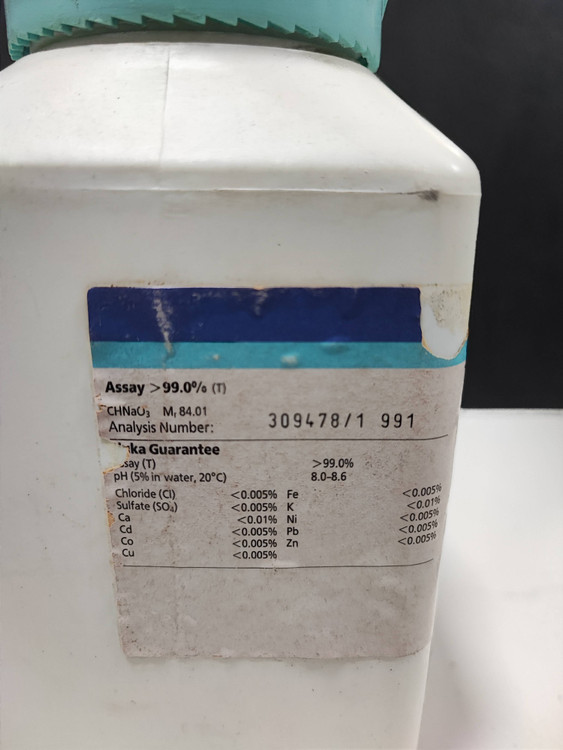 Assay >99.0% (T)
CHNaO₃ Mᵣ 84.01
Analysis Number: 309478/1 991
Guarantee
(T) >99.0%
pH (5% in water, 20°C) 8.0–8.6
Chloride (Cl) <0.005% Fe <0.005%
Sulfate (SO₄) <0.005% K <0.01%
Ca <0.01% Ni <0.005%
Cd <0.005% Pb <0.005%
Co <0.005% Zn <0.005%
Cu <0.005%